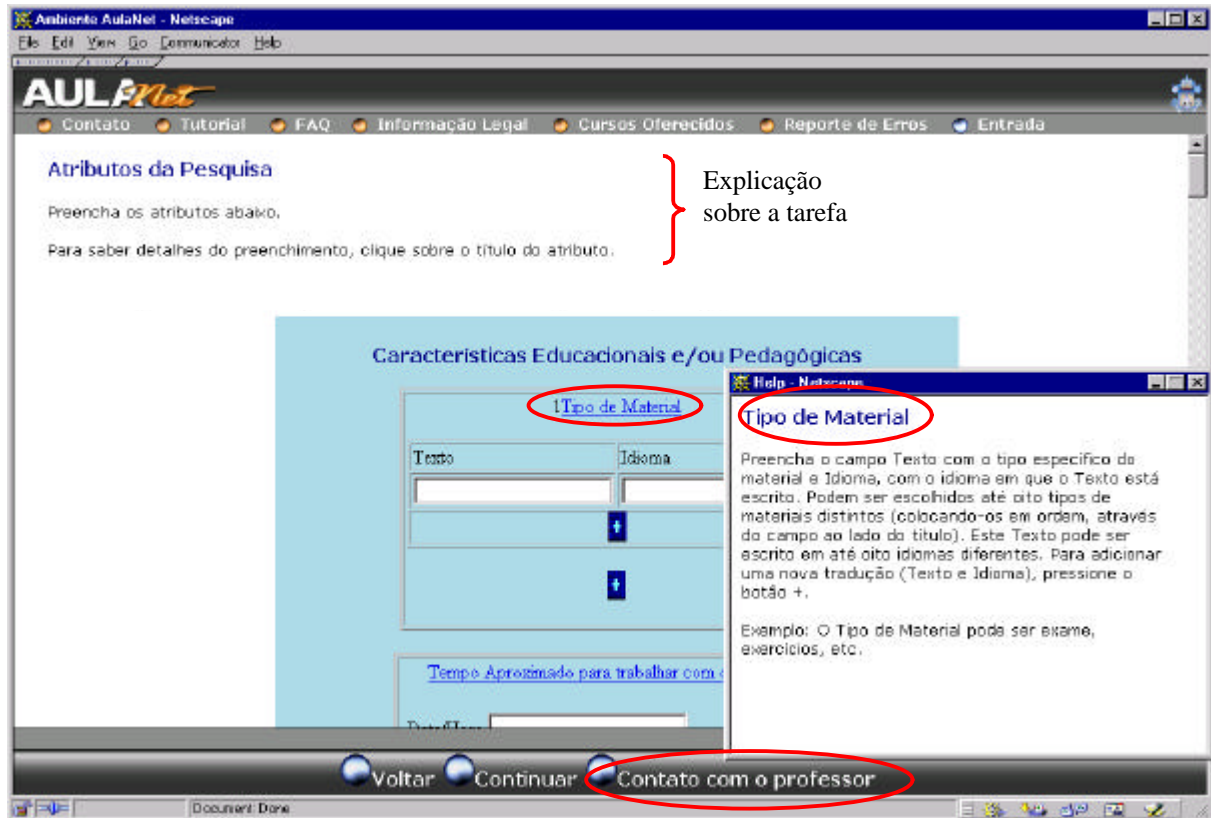 Ambiente AulaNet - Netscape
File Edit View Go Communicator Help
AULANet
Contato Tutorial FAQ Informação Legal Cursos Oferecidos Reporte de Erros Entrada
Atributos da Pesquisa
Preencha os atributos abaixo.
Para saber detalhes do preenchimento, clique sobre o título do atributo.
Explicação
sobre a tarefa
Características Educacionais e/ou Pedagógicas
1 Tipo de Material
Texto Idioma
+
+
Tempo Aproximado para trabalhar com
Help - Netscape
Tipo de Material
Preencha o campo Texto com o tipo específico do
material e Idioma, com o idioma em que o Texto está
escrito. Podem ser escolhidos até oito tipos de
materiais distintos (colocando-os em ordem, através
do campo ao lado do título). Este Texto pode ser
escrito em até oito idiomas diferentes. Para adicionar
uma nova tradução (Texto e Idioma), pressione o
botão +.
Exemplo: O Tipo de Material pode ser exame,
exercícios, etc.
Voltar Continuar Contato com o professor
Document: Done